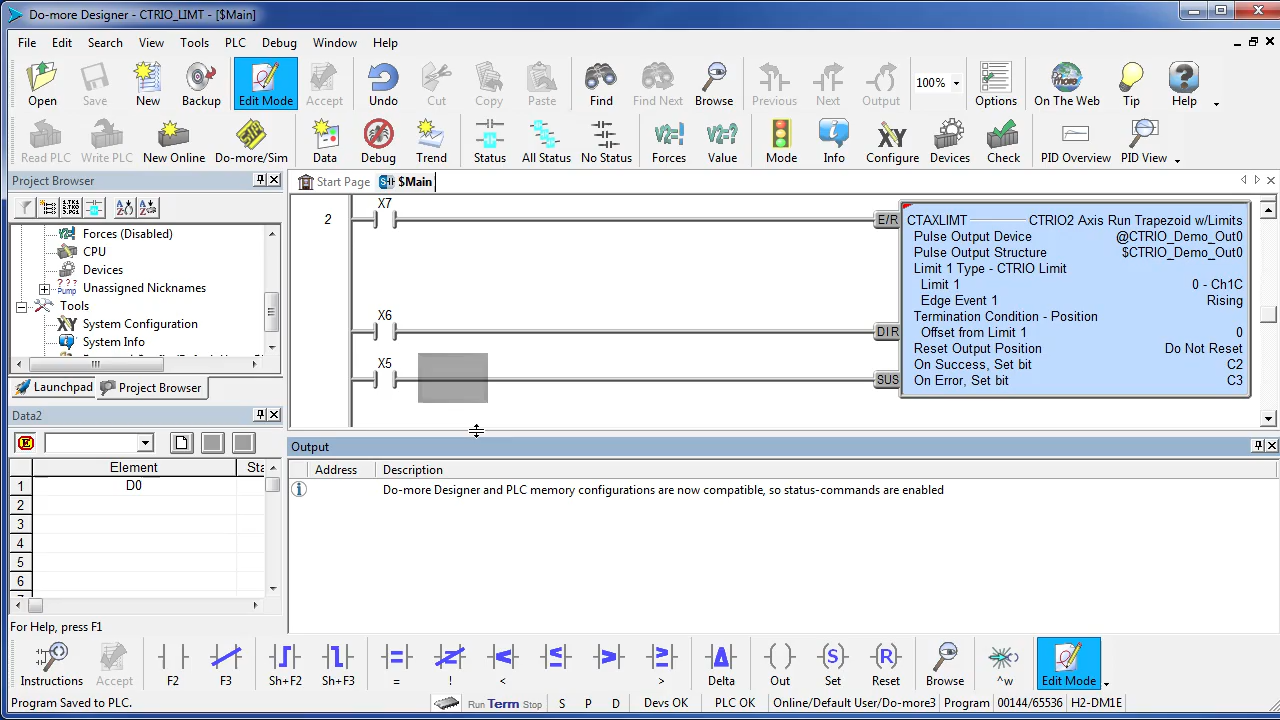 Do-more Designer - CTRIO_LIMT - [$Main]
File Edit Search View Tools PLC Debug Window Help
Open Save New Backup Edit Mode Accept Undo Cut Copy Paste Find Find Next Browse Previous Next Output 100% Options On The Web Tip Help
Read PLC Write PLC New Online Do-more/Sim Data Debug Trend Status All Status No Status Forces Value Mode Info Configure Devices Check PID Overview PID View
Project Browser
Start Page $Main
Forces (Disabled)
CPU
Devices
Unassigned Nicknames
Tools
System Configuration
System Info
Launchpad Project Browser
2
X7
E/R
X6
DIR
X5
SUS
CTAXLIMT CTRIO2 Axis Run Trapezoid w/Limits
Pulse Output Device @CTRIO_Demo_Out0
Pulse Output Structure $CTRIO_Demo_Out0
Limit 1 Type - CTRIO Limit
Limit 1 0 - Ch1C
Edge Event 1 Rising
Termination Condition - Position
Offset from Limit 1 0
Reset Output Position Do Not Reset
On Success, Set bit C2
On Error, Set bit C3
Data2
Element Sta
1 D0
2
3
4
5
6
For Help, press F1
Output
Address Description
Do-more Designer and PLC memory configurations are now compatible, so status-commands are enabled
Instructions Accept F2 F3 Sh+F2 Sh+F3 = ! < > Delta Out Set Reset Browse ^w Edit Mode
Program Saved to PLC. Run Term Stop S P D Devs OK PLC OK Online/Default User/Do-more3 Program 00144/65536 H2-DM1E